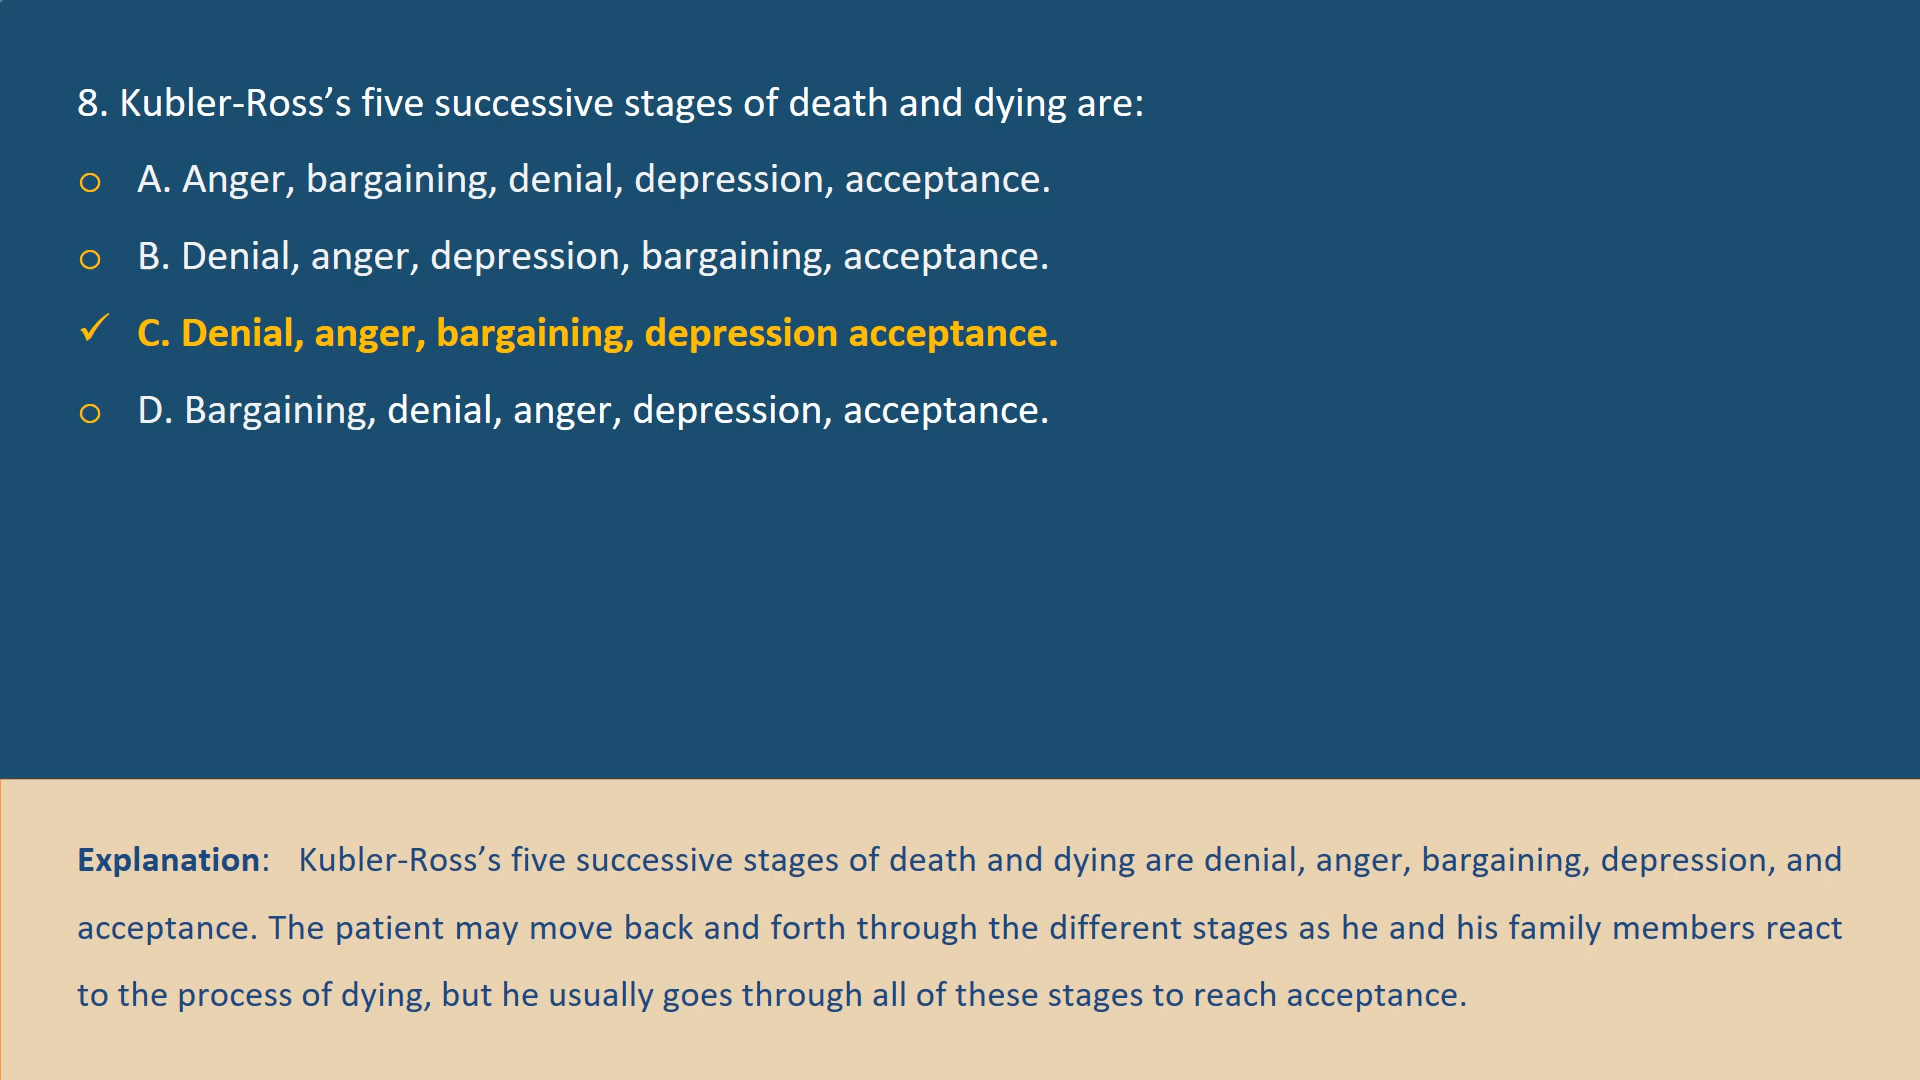 8. Kubler-Ross’s five successive stages of death and dying are:
o A. Anger, bargaining, denial, depression, acceptance.
o B. Denial, anger, depression, bargaining, acceptance.
✓ C. Denial, anger, bargaining, depression acceptance.
o D. Bargaining, denial, anger, depression, acceptance.
Explanation: Kubler-Ross’s five successive stages of death and dying are denial, anger, bargaining, depression, and
acceptance. The patient may move back and forth through the different stages as he and his family members react
to the process of dying, but he usually goes through all of these stages to reach acceptance.